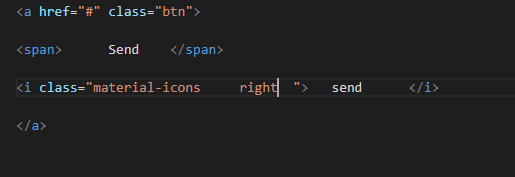 <a href="#" class="btn">
<span>      Send    </span>
<i class="material-icons     right  ">   send      </i>
</a>